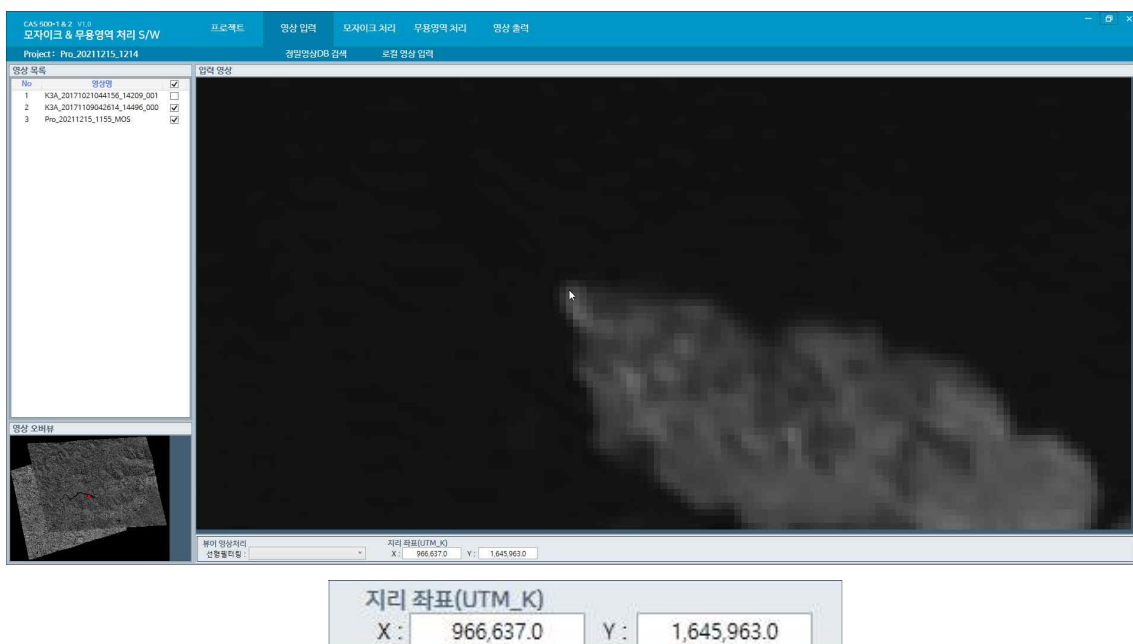 CAS 500-1 & 2 V1.0
모자이크 & 무용영역 처리 S/W
프로젝트 영상 입력 모자이크 처리 무용영역 처리 영상 출력
Project: Pro_20211215_1214
정밀영상DB 검색 로컬 영상 입력
영상 목록
No 영상명
1 K3A_20171021044156_14209_001
2 K3A_20171109042614_14496_000
3 Pro_20211215_1155_MOS
입력 영상
영상 오버뷰
뷰어 영상처리
선형필터링 :
지리 좌표(UTM_K)
X : 966,637.0 Y : 1,645,963.0
지리 좌표(UTM_K)
X : 966,637.0 Y : 1,645,963.0